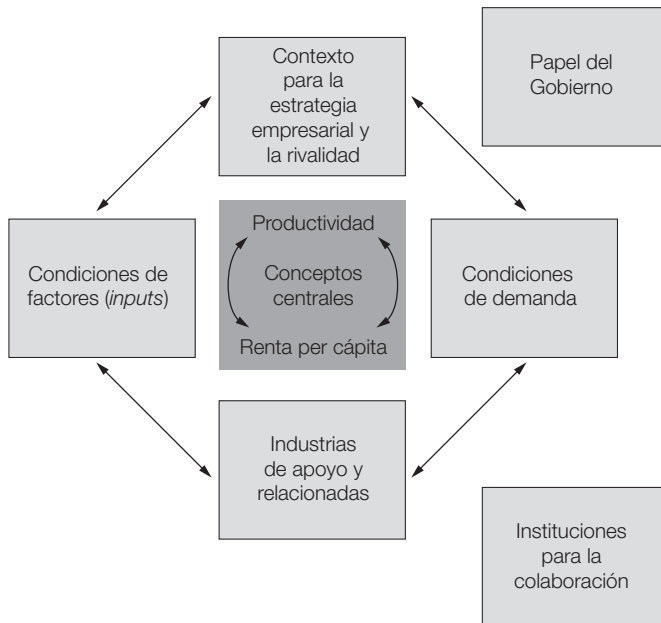 Contexto
para la
estrategia
empresarial y
la rivalidad
Papel del
Gobierno
Condiciones de
factores (inputs)
Productividad
Conceptos
centrales
Renta per cápita
Condiciones
de demanda
Industrias
de apoyo y
relacionadas
Instituciones
para la
colaboración